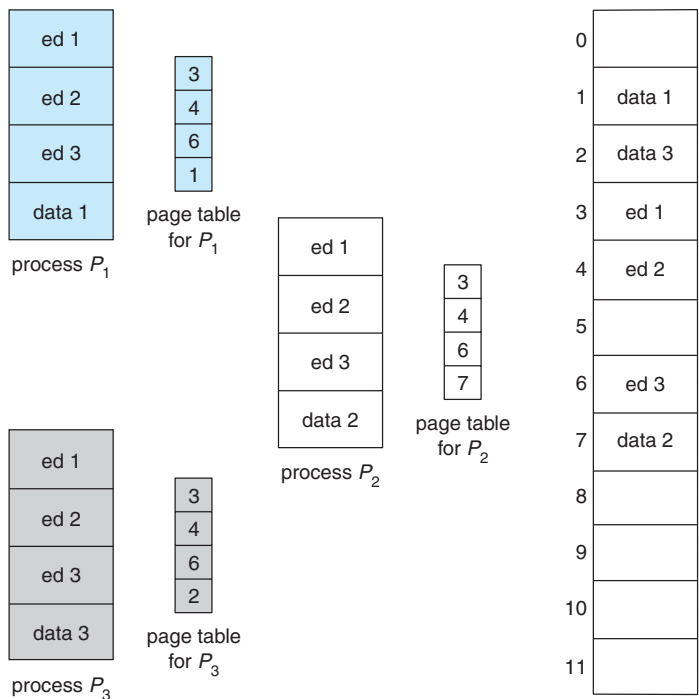 ed 1
ed 2
ed 3
data 1
process P1
3
4
6
1
page table
for P1
ed 1
ed 2
ed 3
data 2
process P2
3
4
6
7
page table
for P2
ed 1
ed 2
ed 3
data 3
process P3
3
4
6
2
page table
for P3
0
1 data 1
2 data 3
3 ed 1
4 ed 2
5
6 ed 3
7 data 2
8
9
10
11